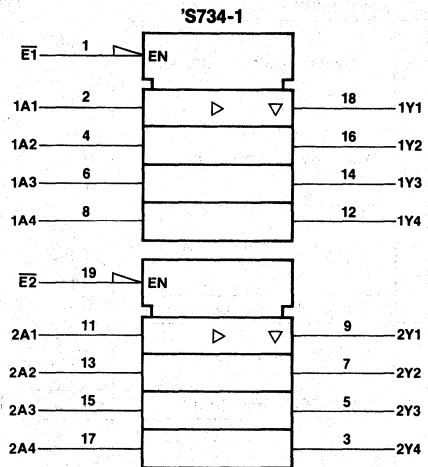 'S734-1
E1 1 EN
1A1 2 18 1Y1
1A2 4 16 1Y2
1A3 6 14 1Y3
1A4 8 12 1Y4
E2 19 EN
2A1 11 9 2Y1
2A2 13 7 2Y2
2A3 15 5 2Y3
2A4 17 3 2Y4